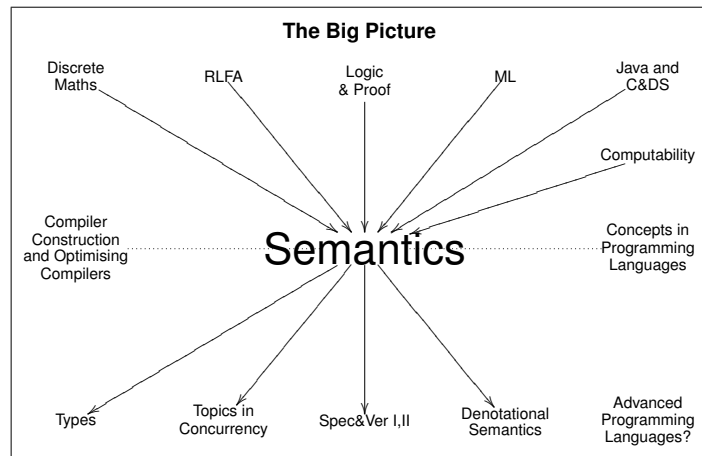 The Big Picture
Discrete
Maths
RLFA
Logic
& Proof
ML
Java and
C&DS
Computability
Compiler
Construction
and Optimising
Compilers
Semantics
Concepts in
Programming
Languages
Types
Topics in
Concurrency
Spec&Ver I,II
Denotational
Semantics
Advanced
Programming
Languages?